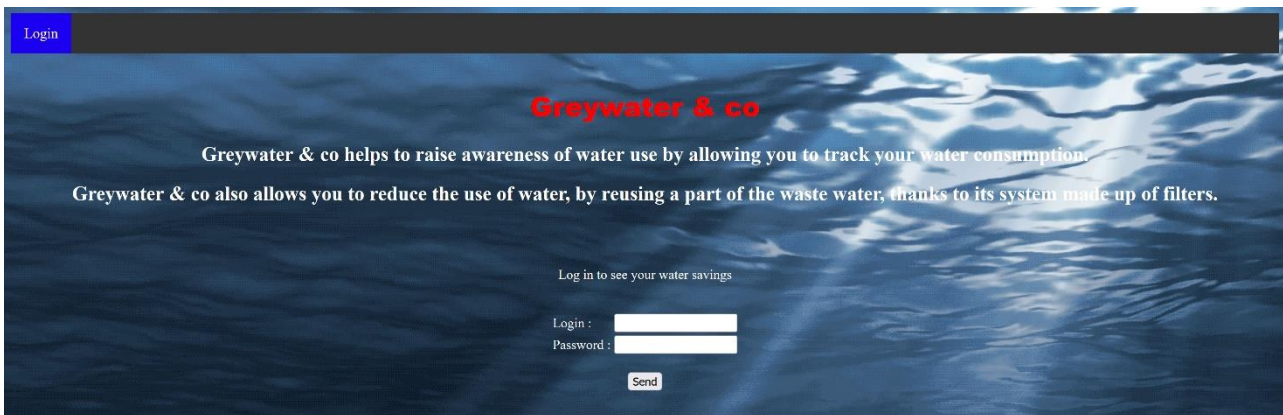 Login
Greywater & co
Greywater & co helps to raise awareness of water use by allowing you to track your water consumption.
Greywater & co also allows you to reduce the use of water, by reusing a part of the waste water, thanks to its system made up of filters.
Log in to see your water savings
Login :
Password :
Send